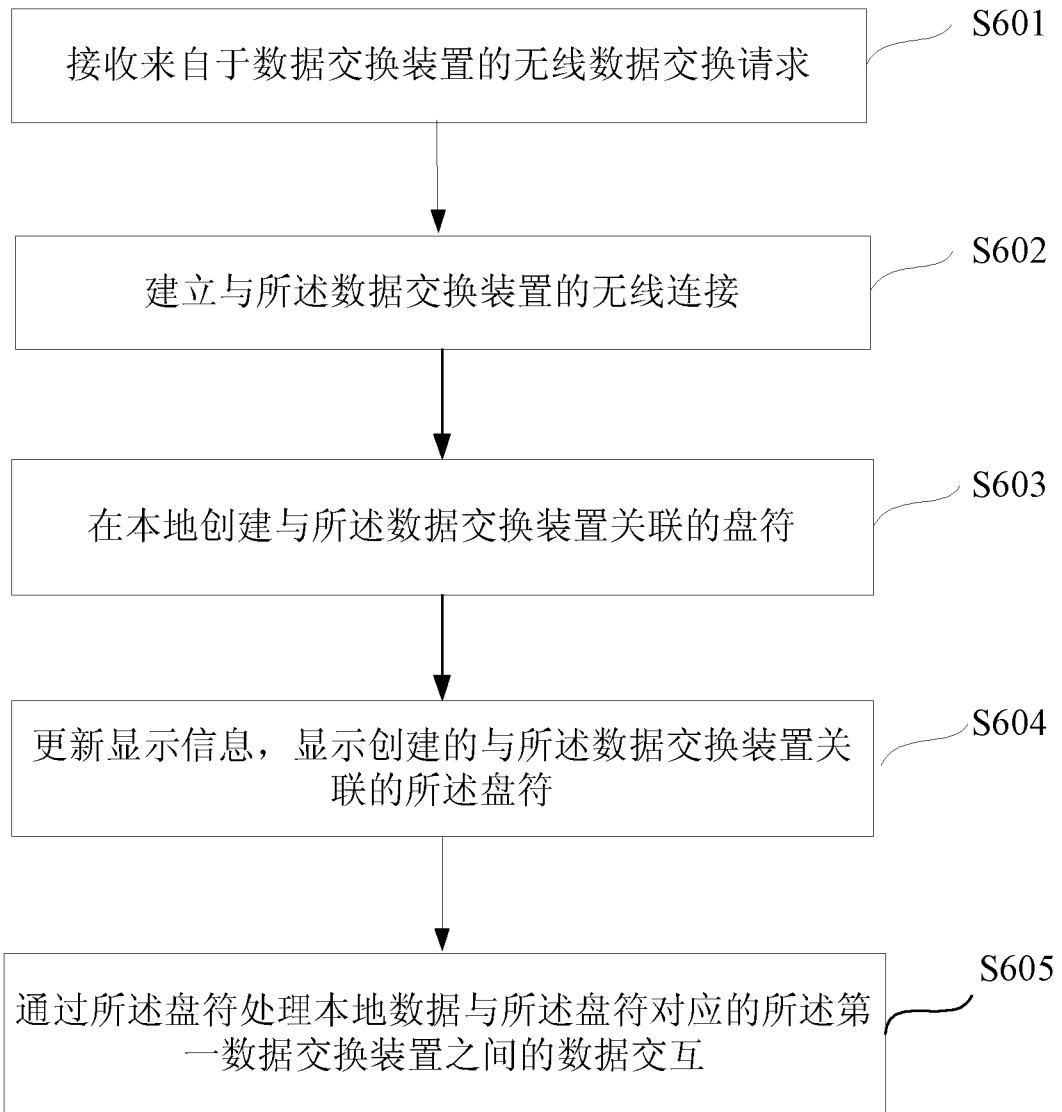 接收来自于数据交换装置的无线数据交换请求
S601
建立与所述数据交换装置的无线连接
S602
在本地创建与所述数据交换装置关联的盘符
S603
更新显示信息，显示创建的与所述数据交换装置关
联的所述盘符
S604
通过所述盘符处理本地数据与所述盘符对应的所述第
一数据交换装置之间的数据交互
S605